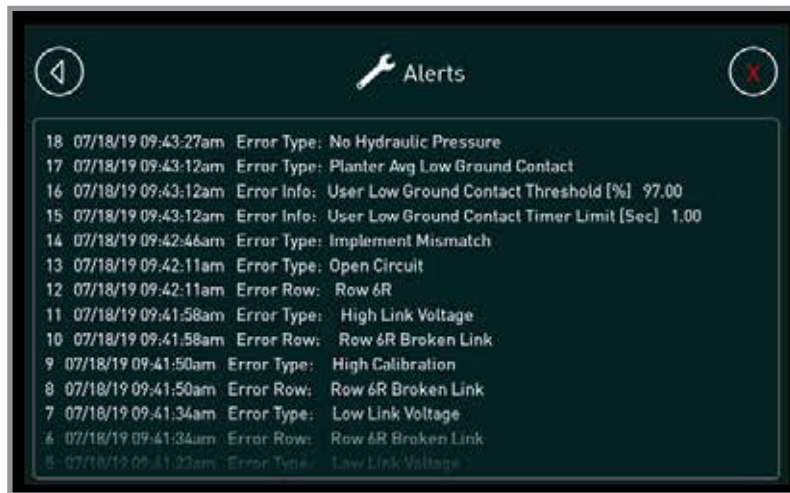 Alerts
X
18 07/18/19 09:43:27am Error Type: No Hydraulic Pressure
17 07/18/19 09:43:12am Error Type: Planter Avg Low Ground Contact
16 07/18/19 09:43:12am Error Info: User Low Ground Contact Threshold [%] 97.00
15 07/18/19 09:43:12am Error Info: User Low Ground Contact Timer Limit [Sec] 1.00
14 07/18/19 09:42:46am Error Type: Implement Mismatch
13 07/18/19 09:42:11am Error Type: Open Circuit
12 07/18/19 09:42:11am Error Row: Row 6R
11 07/18/19 09:41:58am Error Type: High Link Voltage
10 07/18/19 09:41:58am Error Row: Row 6R Broken Link
9 07/18/19 09:41:50am Error Type: High Calibration
8 07/18/19 09:41:50am Error Row: Row 6R Broken Link
7 07/18/19 09:41:34am Error Type: Low Link Voltage
6 07/18/19 09:41:34am Error Row: Row 6R Broken Link
5 07/18/19 09:41:23am Error Type: Low Link Voltage